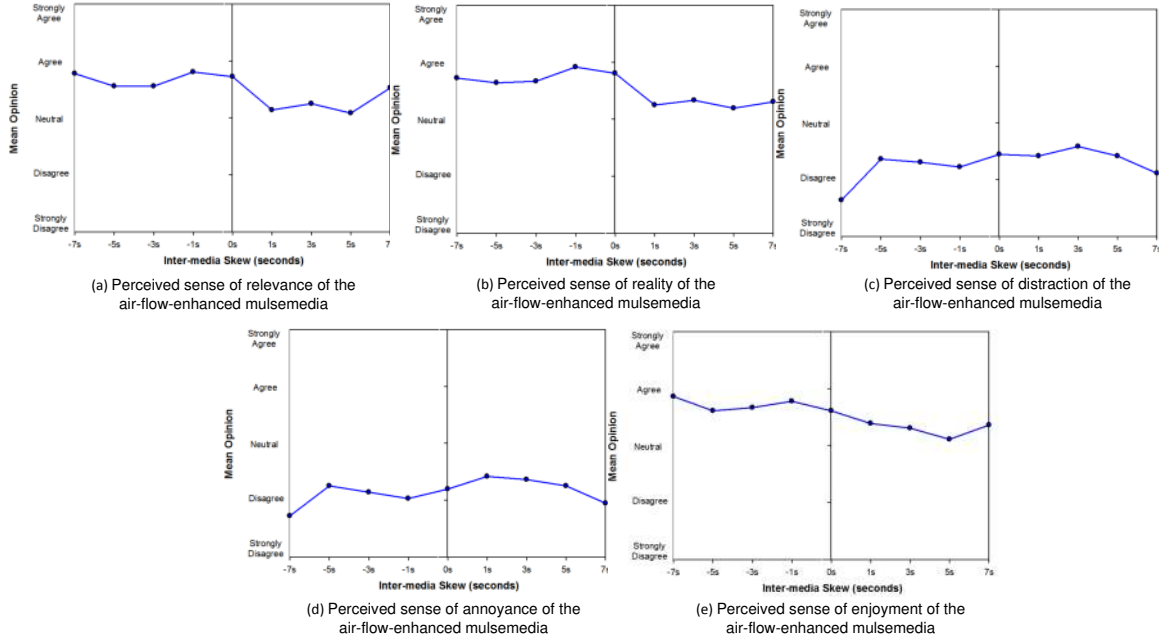 Strongly
Agree
Agree
Neutral
Disagree
Strongly
Disagree
Mean Opinion
-7s -5s -3s -1s 0s 1s 3s 5s 7
Inter-media Skew (seconds)
(a) Perceived sense of relevance of the
air-flow-enhanced mulsemedia
Strongly
Agree
Agree
Neutral
Disagree
Strongly
Disagree
Mean Opinion
-7s -5s -3s -1s 0s 1s 3s 5s 7s
Inter-media Skew (seconds)
(b) Perceived sense of reality of the
air-flow-enhanced mulsemedia
Strongly
Agree
Agree
Neutral
Disagree
Strongly
Disagree
Mean Opinion
-7s -5s -3s -1s 0s 1s 3s 5s 7s
Inter-media Skew (seconds)
(c) Perceived sense of distraction of the
air-flow-enhanced mulsemedia
Strongly
Agree
Agree
Neutral
Disagree
Strongly
Disagree
Mean Opinion
-7s -5s -3s -1s 0s 1s 3s 5s 7s
Inter-media Skew (seconds)
(d) Perceived sense of annoyance of the
air-flow-enhanced mulsemedia
Strongly
Agree
Agree
Neutral
Disagree
Strongly
Disagree
Mean Opinion
-7s -5s -3s -1s 0s 1s 3s 5s 7s
Inter-media Skew (seconds)
(e) Perceived sense of enjoyment of the
air-flow-enhanced mulsemedia